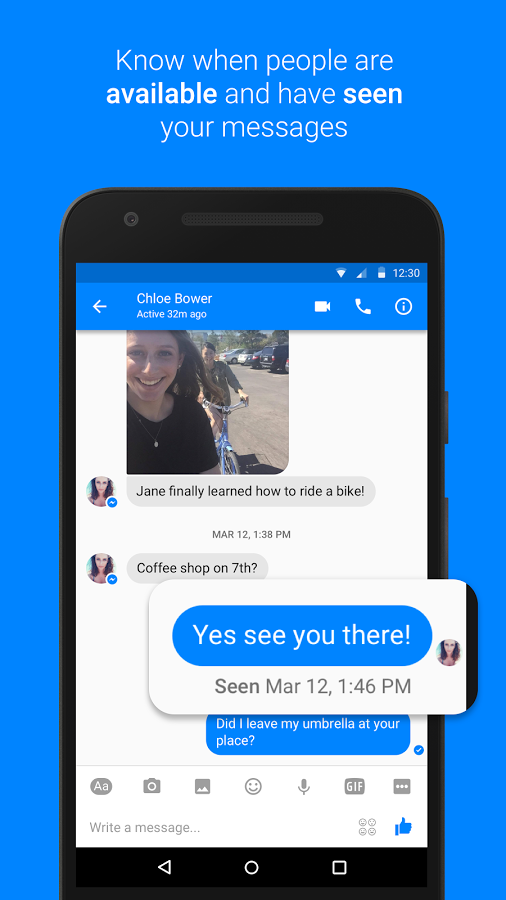 Know when people are
available and have seen
your messages
12:30
Chloe Bower
Active 32m ago
Jane finally learned how to ride a bike!
MAR 12, 1:38 PM
Coffee shop on 7th?
Yes see you there!
Seen Mar 12, 1:46 PM
Did I leave my umbrella at your
place?
Aa
GIF
Write a message...